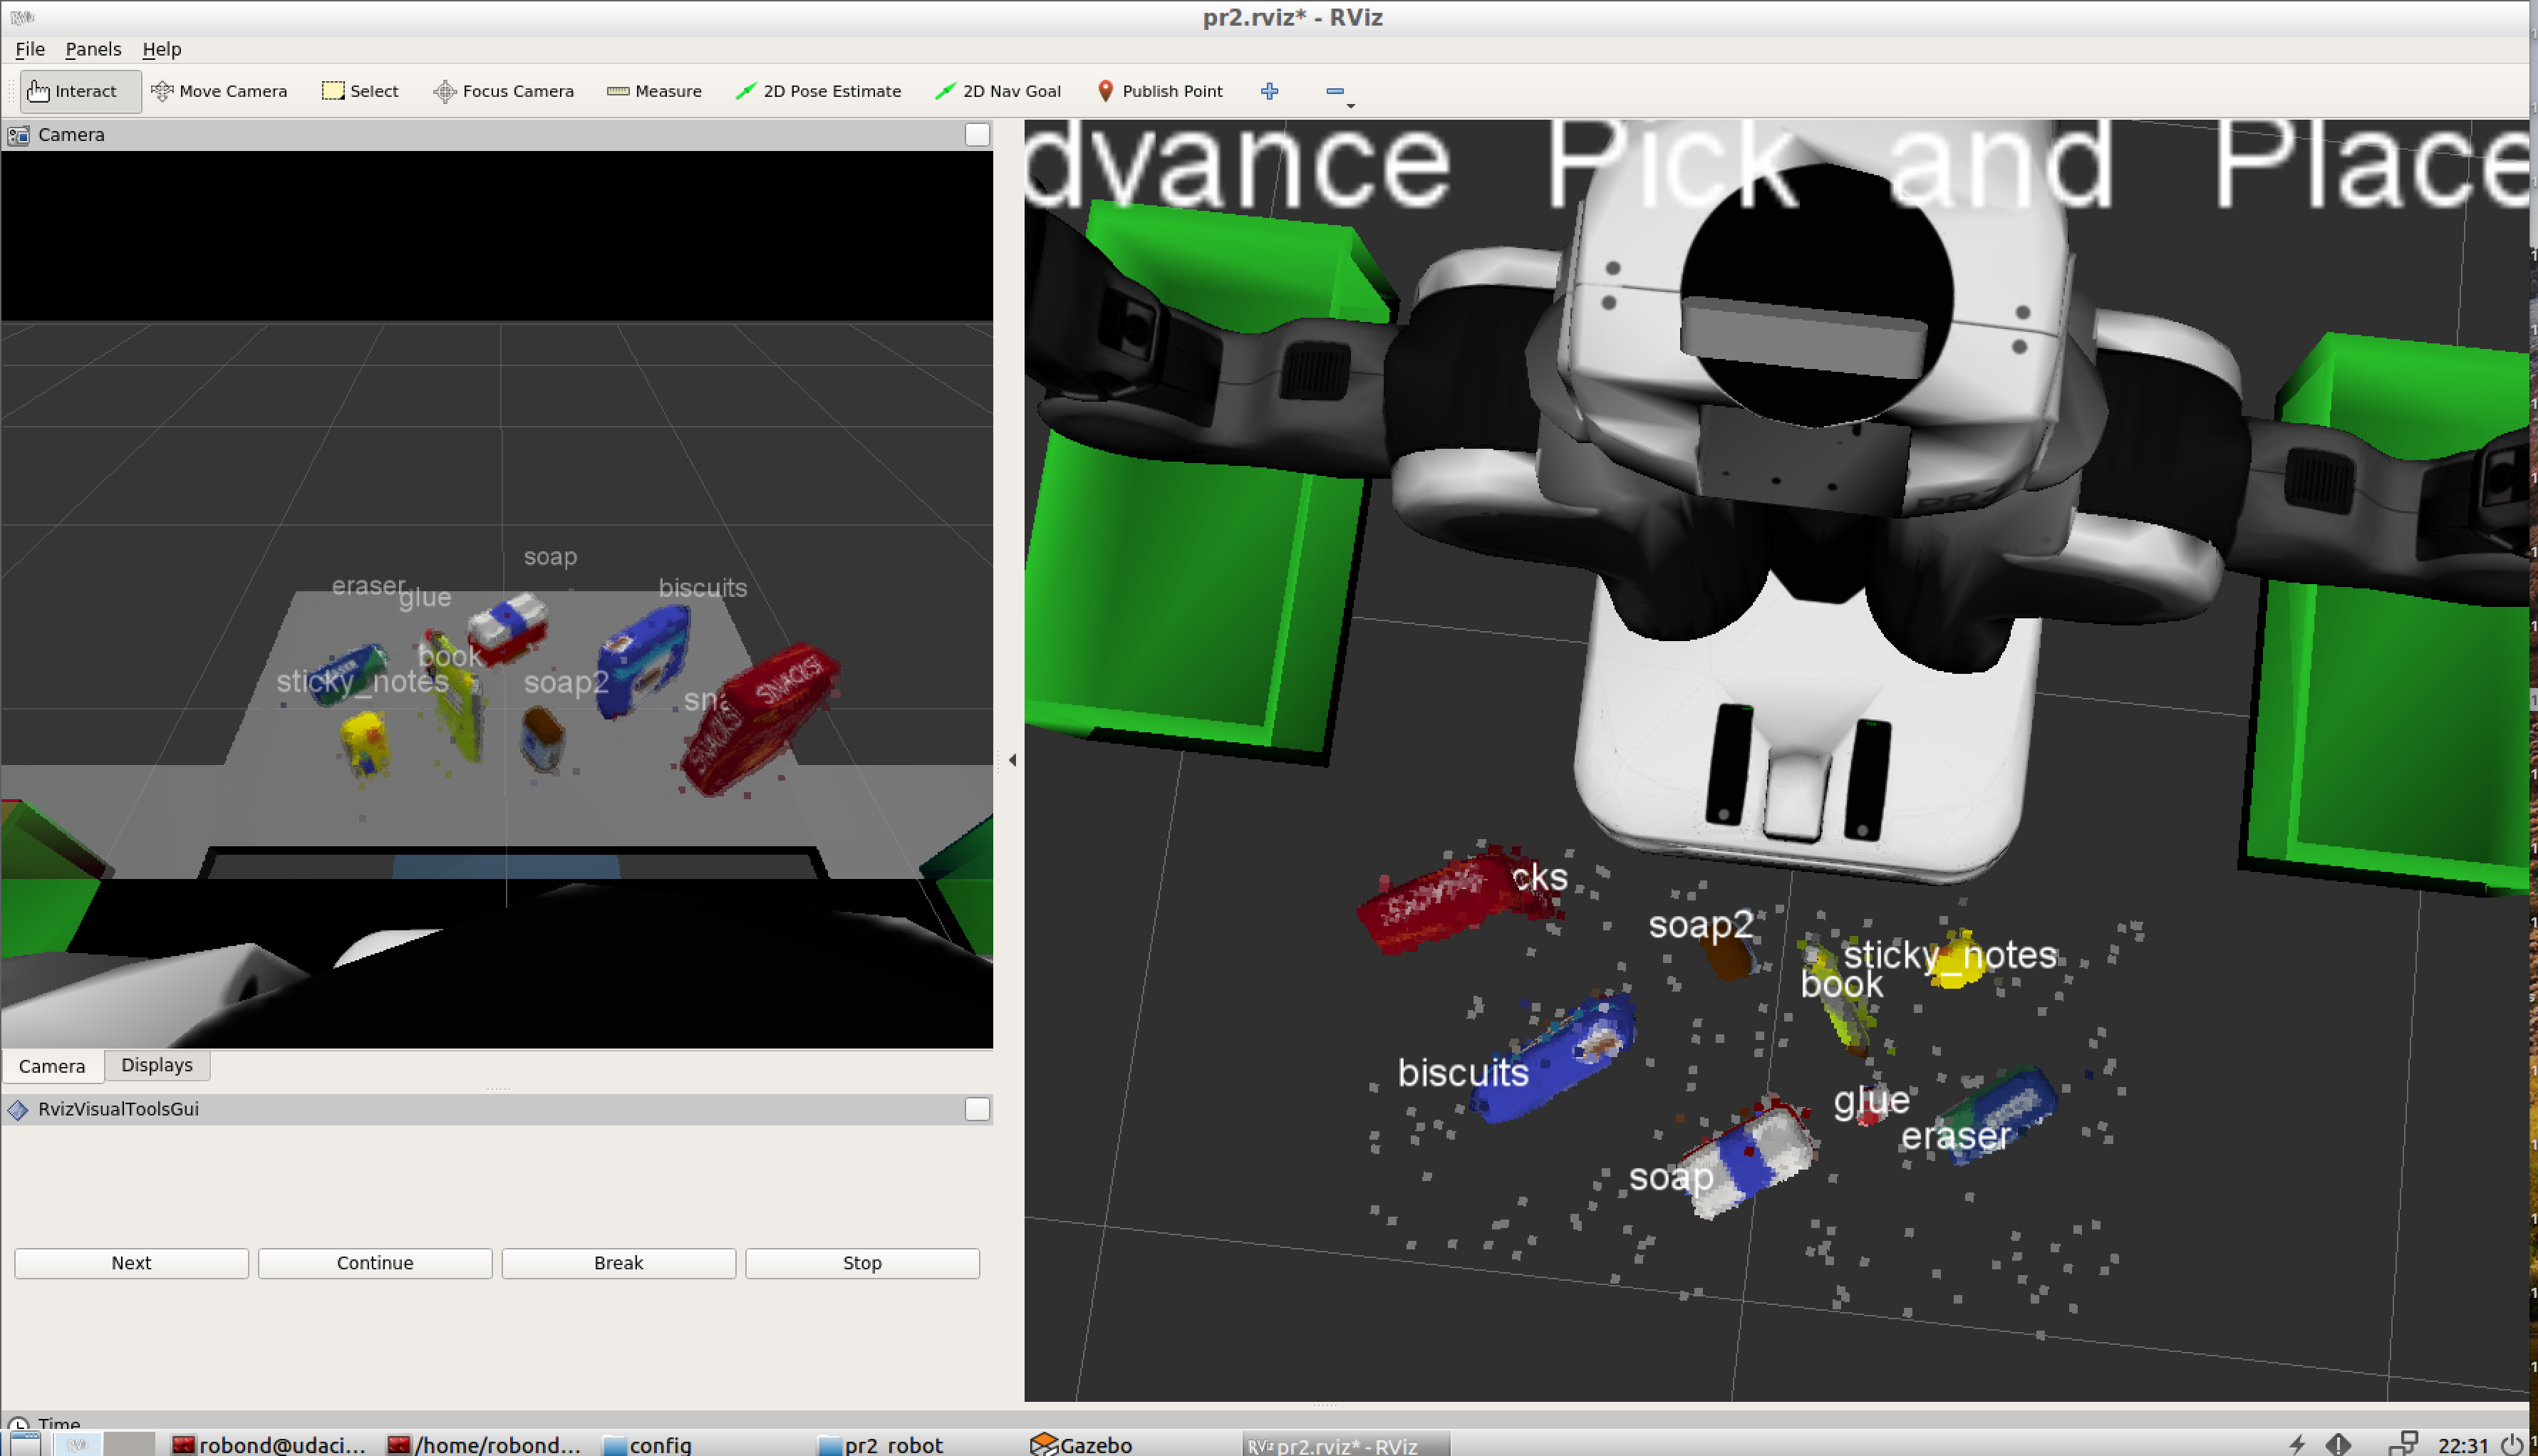 pr2.rviz* - RViz
File Panels Help
Interact Move Camera Select Focus Camera Measure 2D Pose Estimate 2D Nav Goal Publish Point
Camera
soap
eraser
glue
biscuits
book
sticky_notes
soap2
sna
SNACKS!
SNACKS!
Camera Displays
RvizVisualToolsGui
Next Continue Break Stop
dvance Pick and Place
cks
soap2
sticky_notes
book
biscuits
glue
eraser
soap
Time
robond@udaci... /home/robond... config pr2_robot Gazebo pr2.rviz* - RViz 22:31